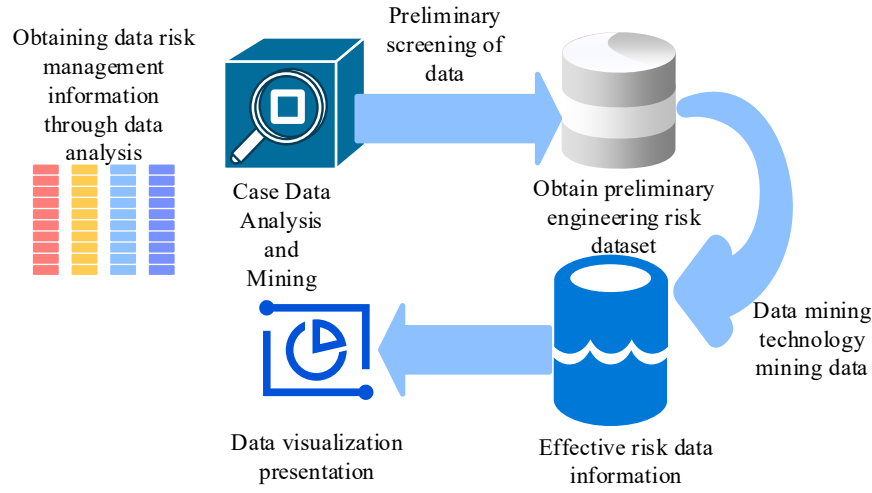 Obtaining data risk
management
information
through data
analysis
Preliminary
screening of
data
Case Data
Analysis
and
Mining
Obtain preliminary
engineering risk
dataset
Data mining
technology
mining data
Effective risk data
information
Data visualization
presentation